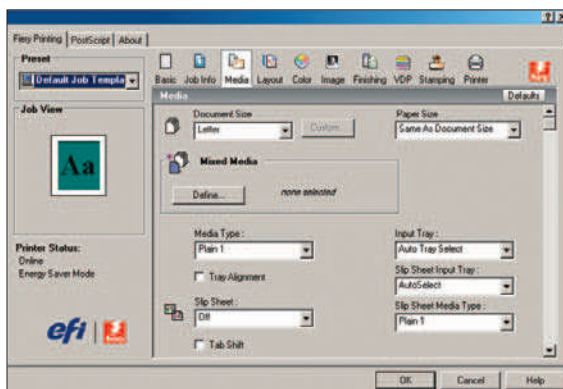 Fiery Printing PostScript About
Preset
Default Job Templa
Job View
Aa
Printer Status:
Online
Energy Saver Mode
efi
Basic Job Info Media Layout Color Image Finishing VDP Stamping Printer
Media Defaults
Document Size Paper Size
Letter Custom... Same As Document Size
Mixed Media
Define... none selected
Media Type : Input Tray :
Plain 1 Auto Tray Select
Tray Alignment Slip Sheet Input Tray :
AutoSelect
Slip Sheet : Slip Sheet Media Type :
Off Plain 1
Tab Shift
OK Cancel Help